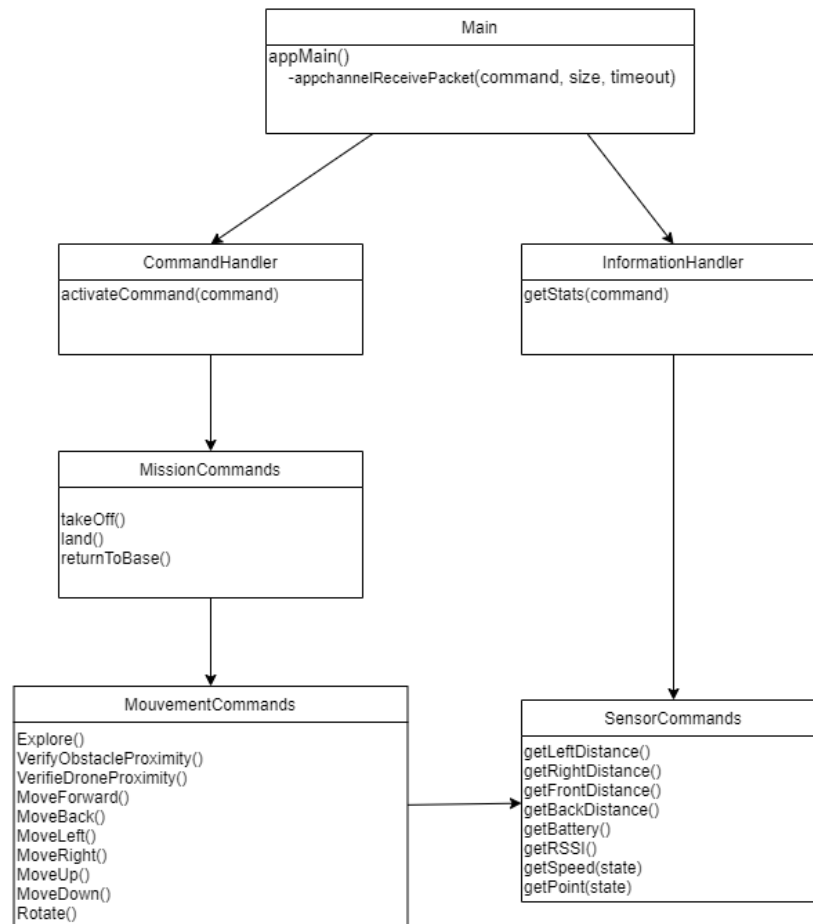 Main
appMain()
-appchannelReceivePacket(command, size, timeout)
CommandHandler
activateCommand(command)
InformationHandler
getStats(command)
MissionCommands
takeOff()
land()
returnToBase()
MouvementCommands
Explore()
VerifyObstacleProximity()
VerifieDroneProximity()
MoveForward()
MoveBack()
MoveLeft()
MoveRight()
MoveUp()
MoveDown()
Rotate()
SensorCommands
getLeftDistance()
getRightDistance()
getFrontDistance()
getBackDistance()
getBattery()
getRSSI()
getSpeed(state)
getPoint(state)